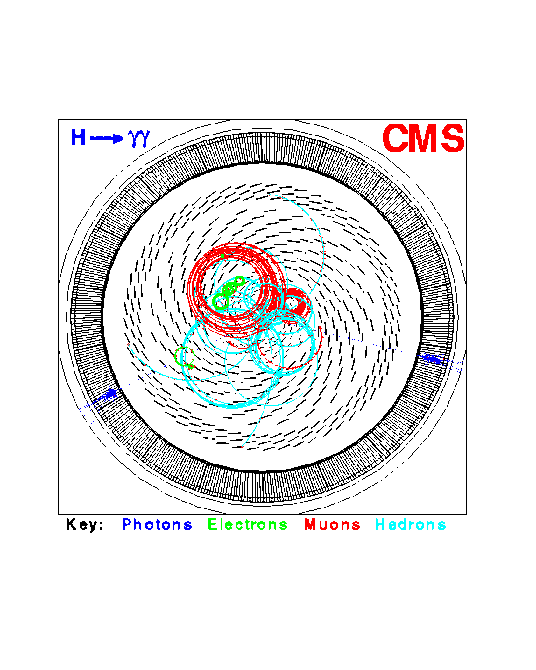 H → γγ
CMS
Key: Photons Electrons Muons Hadrons